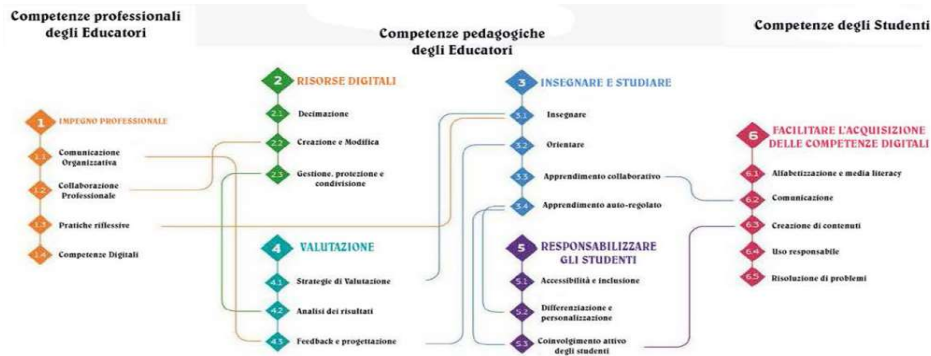 Competenze professionali
degli Educatori
Competenze pedagogiche
degli Educatori
Competenze degli Studenti
1 IMPEGNO PROFESSIONALE
1.1 Comunicazione
Organizzativa
1.2 Collaborazione
Professionale
1.3 Pratiche riflessive
1.4 Competenze Digitali
2 RISORSE DIGITALI
2.1 Decimazione
2.2 Creazione e Modifica
2.3 Gestione, protezione e
condivisione
4 VALUTAZIONE
4.1 Strategie di Valutazione
4.2 Analisi dei risultati
4.3 Feedback e progettazione
3 INSEGNARE E STUDIARE
3.1 Insegnare
3.2 Orientare
3.3 Apprendimento collaborativo
3.4 Apprendimento auto-regolato
5 RESPONSABILIZZARE
GLI STUDENTI
5.1 Accessibilità e inclusione
5.2 Differenziazione e
personalizzazione
5.3 Coinvolgimento attivo
degli studenti
6 FACILITARE L'ACQUISIZIONE
DELLE COMPETENZE DIGITALI
6.1 Alfabetizzazione e media literacy
6.2 Comunicazione
6.3 Creazione di contenuti
6.4 Uso responsabile
6.5 Risoluzione di problemi